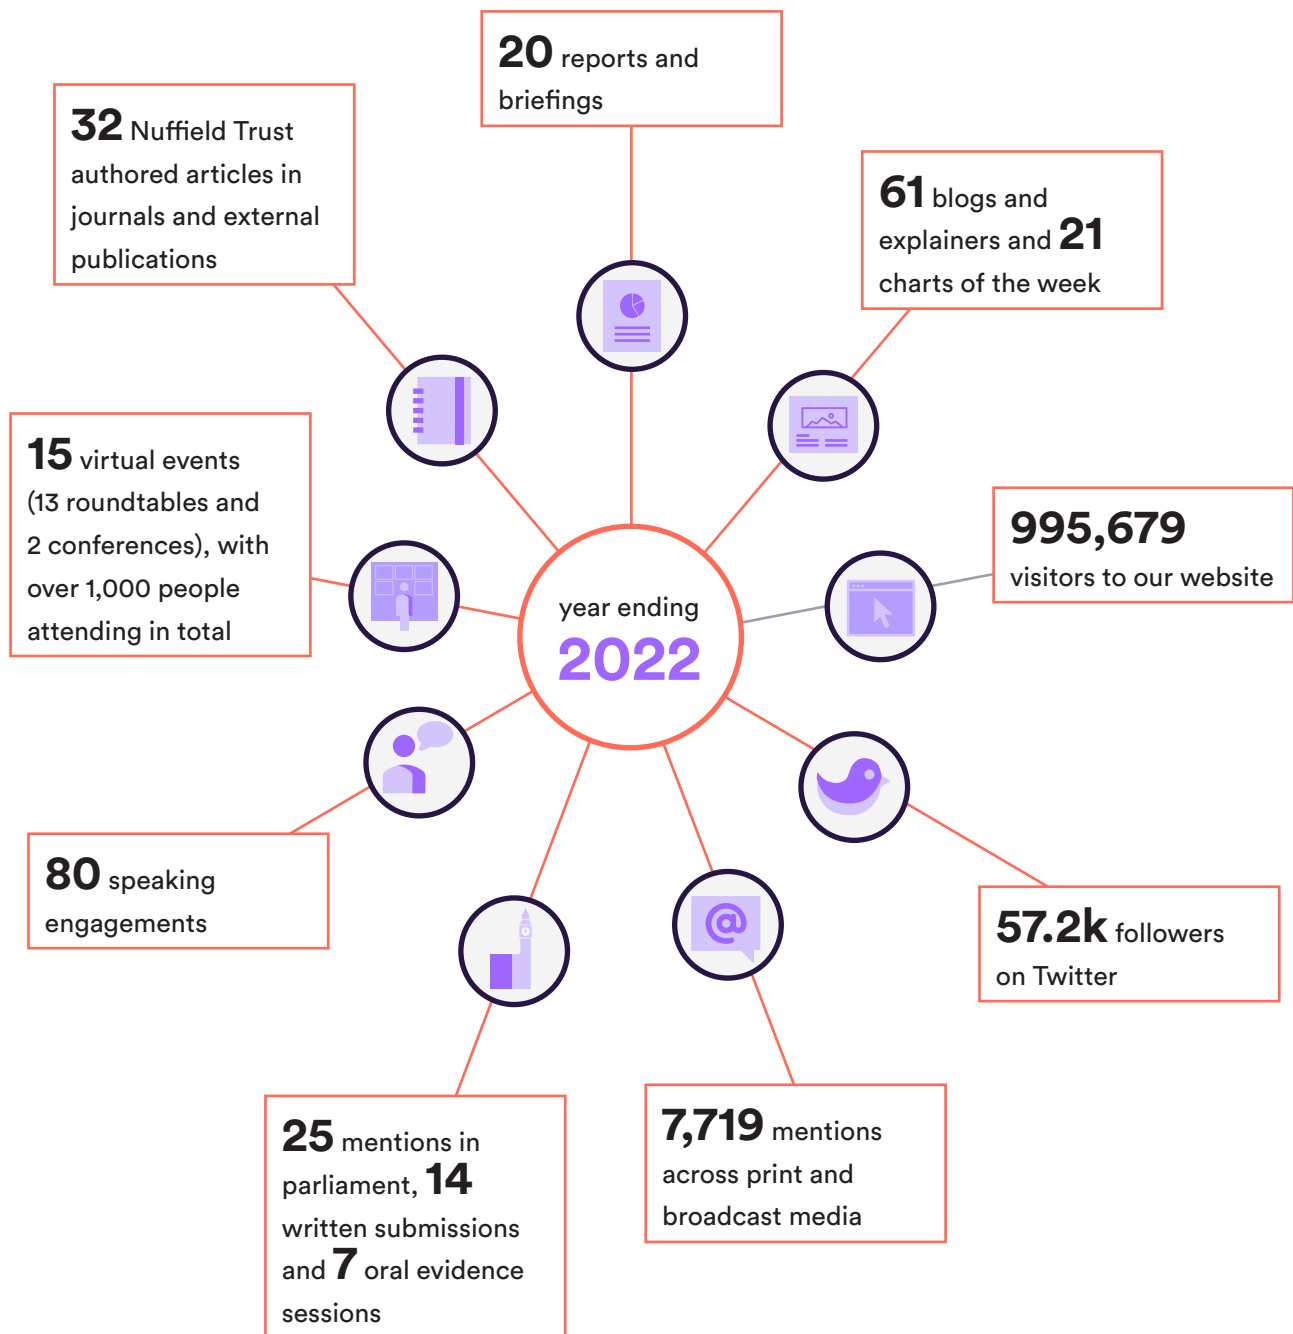 20 reports and
briefings
32 Nuffield Trust
authored articles in
journals and external
publications
61 blogs and
explainers and 21
charts of the week
15 virtual events
(13 roundtables and
2 conferences), with
over 1,000 people
attending in total
995,679
visitors to our website
year ending
2022
80 speaking
engagements
57.2k followers
on Twitter
25 mentions in
parliament, 14
written submissions
and 7 oral evidence
sessions
7,719 mentions
across print and
broadcast media
@